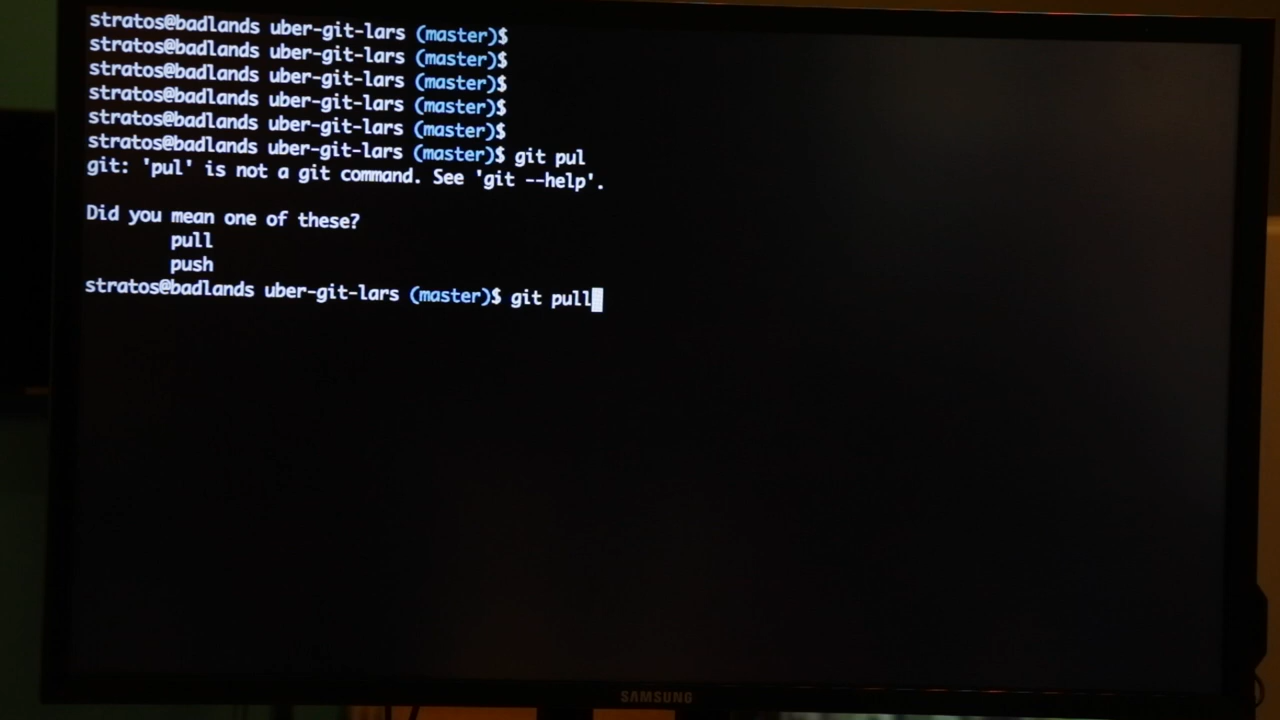 stratos@badlands uber-git-lars (master)$
stratos@badlands uber-git-lars (master)$
stratos@badlands uber-git-lars (master)$
stratos@badlands uber-git-lars (master)$
stratos@badlands uber-git-lars (master)$
stratos@badlands uber-git-lars (master)$ git pul
git: 'pul' is not a git command. See 'git --help'.
Did you mean one of these?
pull
push
stratos@badlands uber-git-lars (master)$ git pull
SAMSUNG